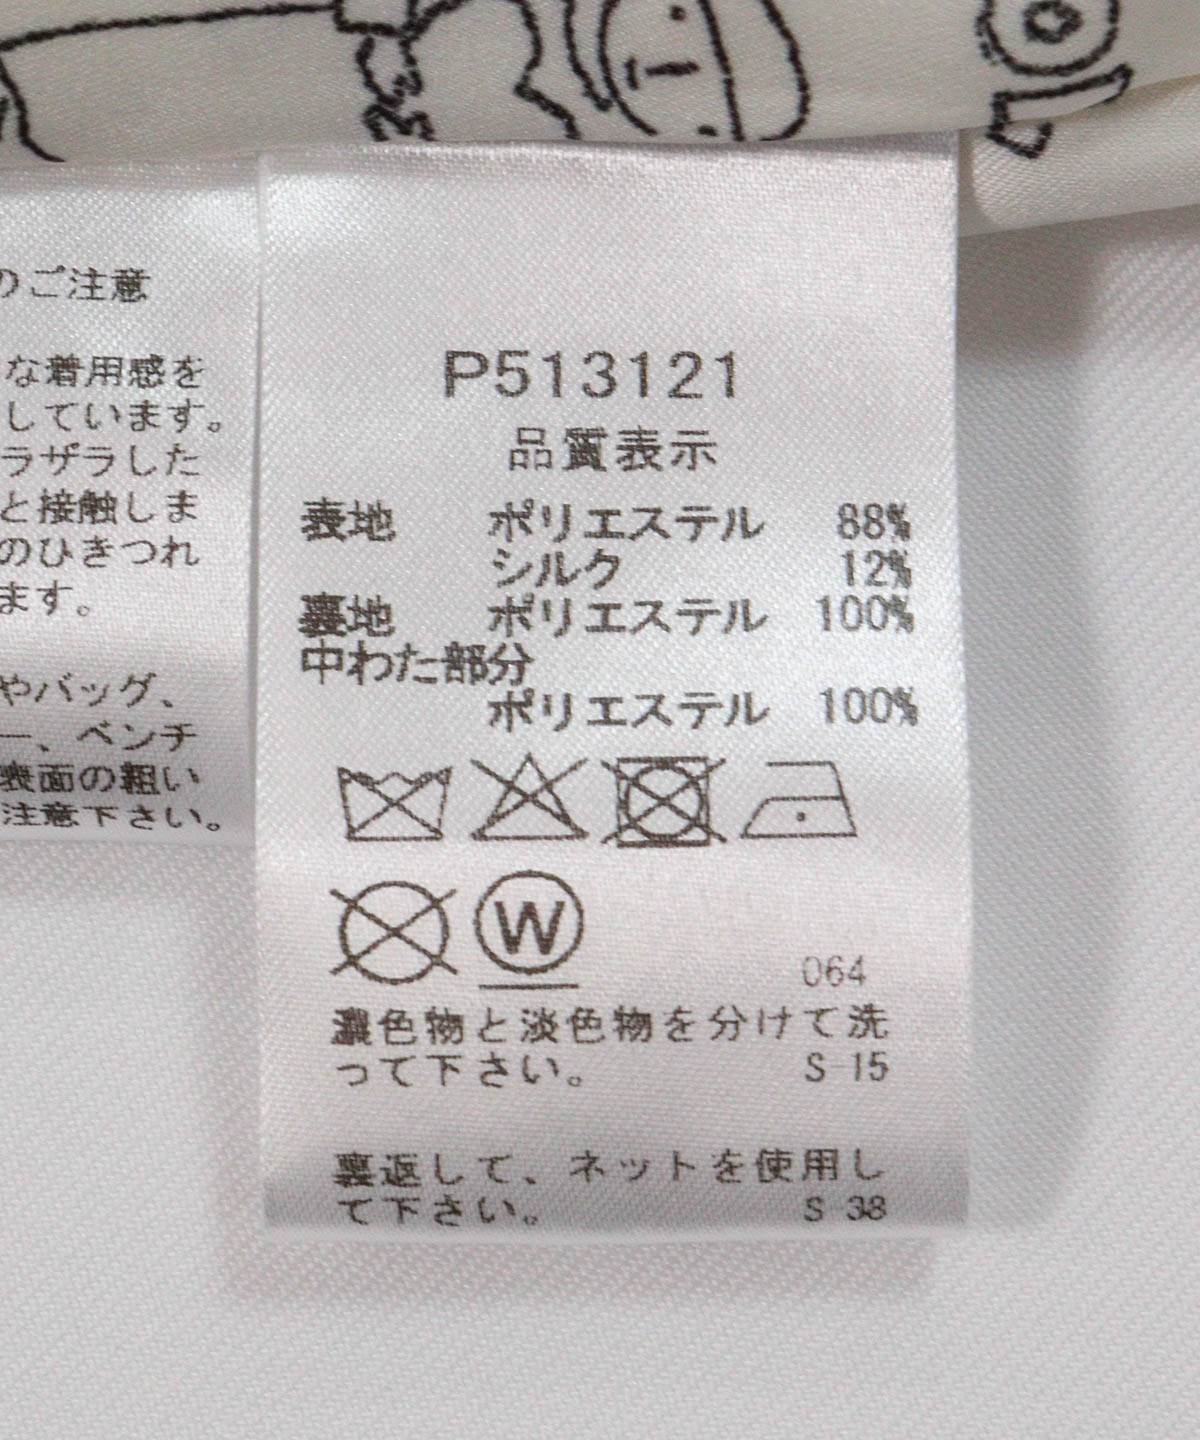 のご注意
な着用感を
しています。
ラザラした
と接触しま
のひきつれ
ます。
やバッグ、
ー、ベンチ
表面の粗い
注意下さい。
P513121
品質表示
表地 ポリエステル 88%
シルク 12%
裏地 ポリエステル 100%
中わた部分
ポリエステル 100%
W
064
濃色物と淡色物を分けて洗
って下さい。 S-15
裏返して、ネットを使用し
て下さい。 S-38